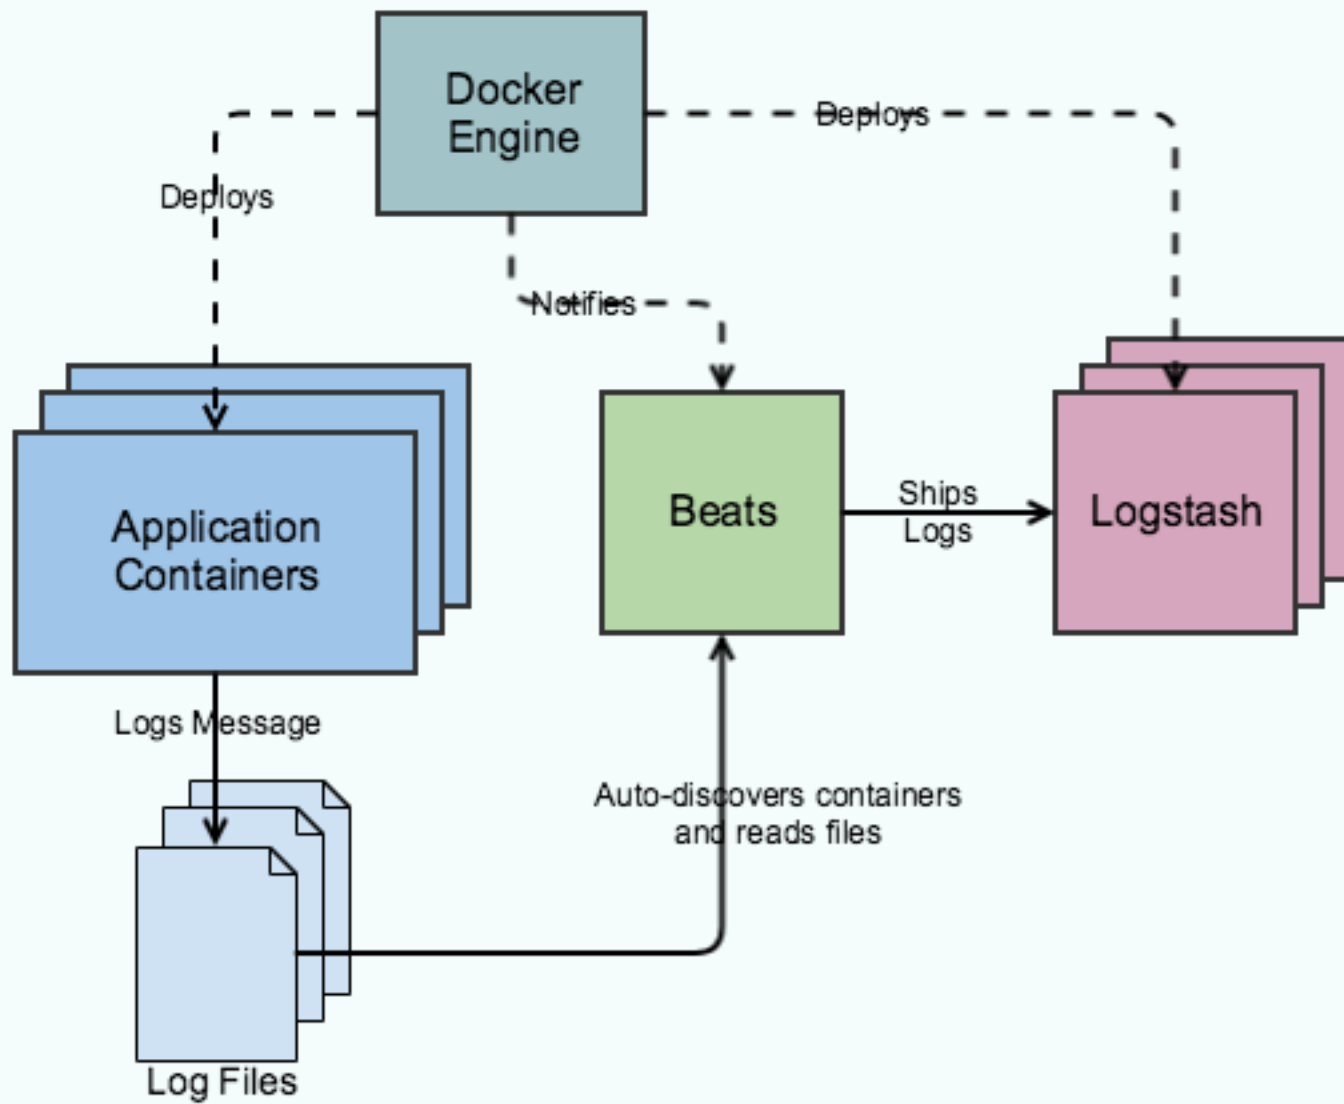 Docker
Engine
Deploys
Deploys
Notifies
Application
Containers
Beats
Ships
Logs
Logstash
Logs Message
Auto-discovers containers
and reads files
Log Files